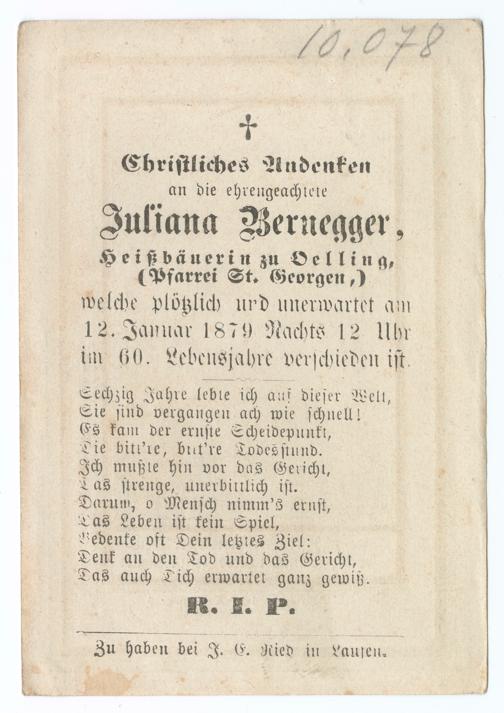 10.078
†
Christliches Andenken
an die ehrengeachtete
Juliana Bernegger,
Heißbäuerin zu Oelling,
(Pfarrei St. Georgen,)
welche plötzlich und unerwartet am
12. Januar 1879 Nachts 12 Uhr
im 60. Lebensjahre verschieden ist.
Sechzig Jahre lebte ich auf dieser Welt,
Sie sind vergangen ach wie schnell!
Es kam der ernste Scheidepunkt,
Die bitt're, bitt're Todesstund.
Ich mußte hin vor das Gericht,
Das strenge, unerbittlich ist.
Darum, o Mensch nimm's ernst,
Das Leben ist kein Spiel,
Bedenke oft Dein letztes Ziel:
Denk an den Tod und das Gericht,
Das auch Dich erwartet ganz gewiß.
R. I. P.
Zu haben bei J. E. Ried in Laufen.